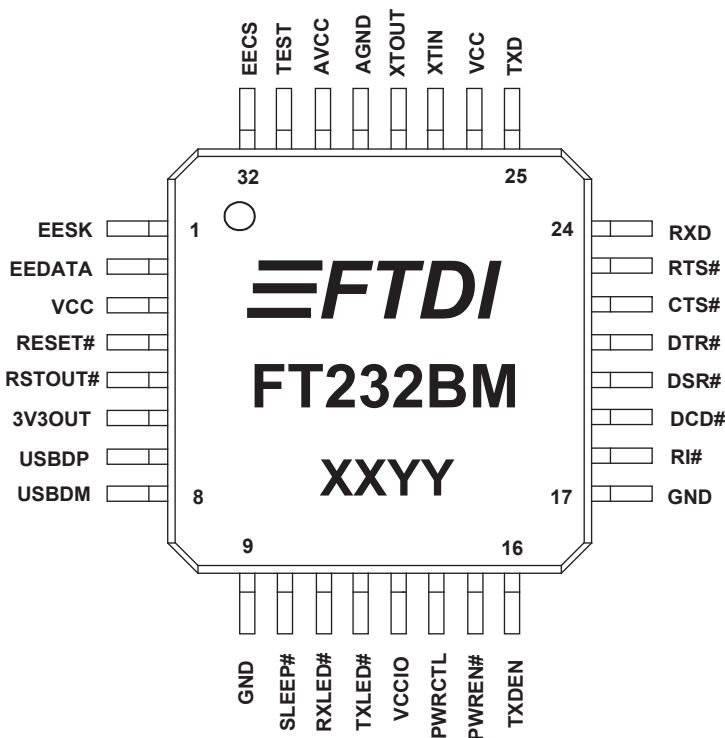 EECS
TEST
AVCC
AGND
XTOUT
XTIN
VCC
TXD
32
25
EESK
1
24
RXD
EEDATA
RTS#
VCC
CTS#
RESET#
DTR#
RSTOUT#
DSR#
3V3OUT
DCD#
USBDP
RI#
USBDM
8
17
GND
FTDI
FT232BM
XXYY
9
16
GND
SLEEP#
RXLED#
TXLED#
VCCIO
PWRCTL
PWREN#
TXDEN